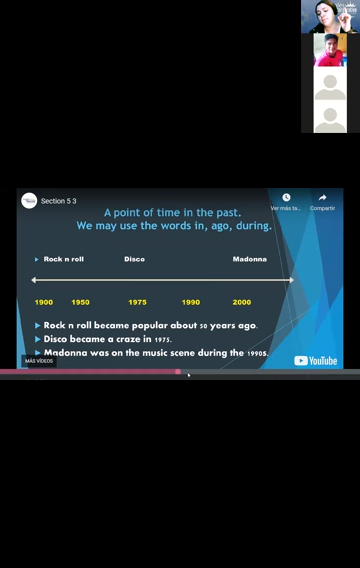 Section 5 3
Ver más ta...
Compartir
A point of time in the past.
We may use the words in, ago, during.
Rock n roll
Disco
Madonna
1900
1950
1975
1990
2000
Rock n roll became popular about 50 years ago.
Disco became a craze in 1975.
Madonna was on the music scene during the 1990s.
MÁS VÍDEOS
YouTube